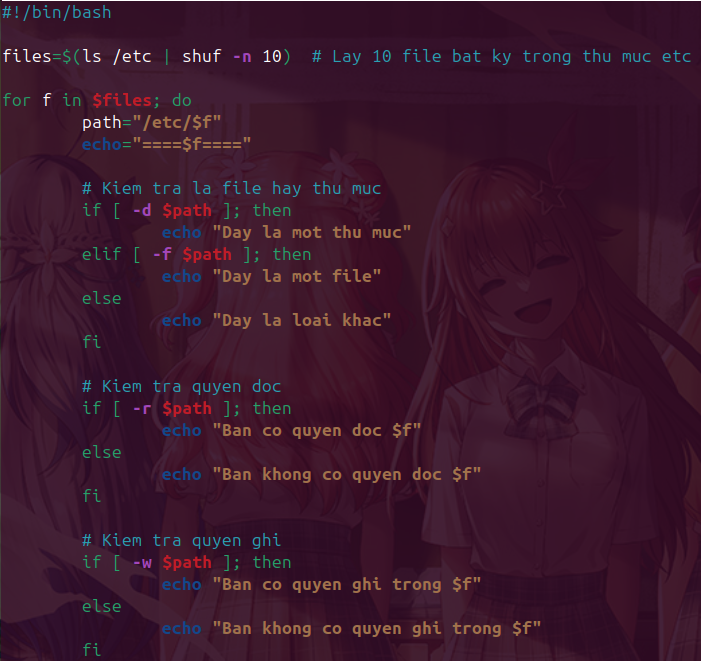 #!/bin/bash

files=$(ls /etc | shuf -n 10)  # Lay 10 file bat ky trong thu muc etc

for f in $files; do
        path="/etc/$f"
        echo="====$f===="

        # Kiem tra la file hay thu muc
        if [ -d $path ]; then
                echo "Day la mot thu muc"
        elif [ -f $path ]; then
                echo "Day la mot file"
        else
                echo "Day la loai khac"
        fi

        # Kiem tra quyen doc
        if [ -r $path ]; then
                echo "Ban co quyen doc $f"
        else
                echo "Ban khong co quyen doc $f"
        fi

        # Kiem tra quyen ghi
        if [ -w $path ]; then
                echo "Ban co quyen ghi trong $f"
        else
                echo "Ban khong co quyen ghi trong $f"
        fi